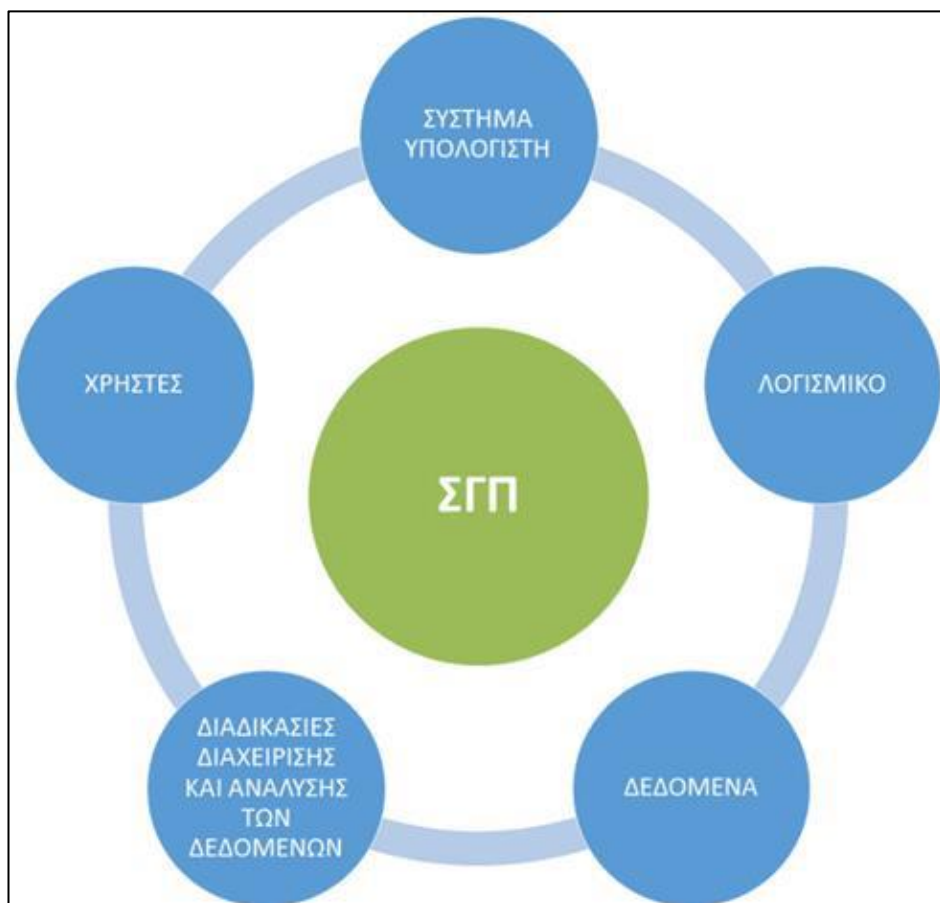 ΣΥΣΤΗΜΑ
ΥΠΟΛΟΓΙΣΤΗ
ΧΡΗΣΤΕΣ
ΛΟΓΙΣΜΙΚΟ
ΣΓΠ
ΔΙΑΔΙΚΑΣΙΕΣ
ΔΙΑΧΕΙΡΙΣΗΣ
ΚΑΙ ΑΝΑΛΥΣΗΣ
ΤΩΝ
ΔΕΔΟΜΕΝΩΝ
ΔΕΔΟΜΕΝΑ